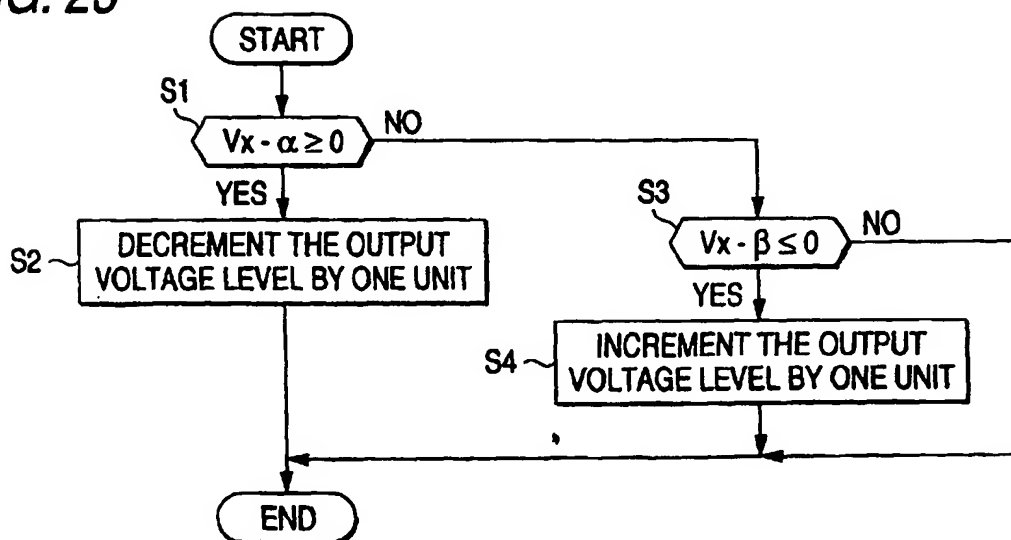 START
S1
Vx - α ≥ 0
NO
YES
S2
DECREMENT THE OUTPUT
VOLTAGE LEVEL BY ONE UNIT
S3
Vx - β ≤ 0
NO
YES
S4
INCREMENT THE OUTPUT
VOLTAGE LEVEL BY ONE UNIT
END